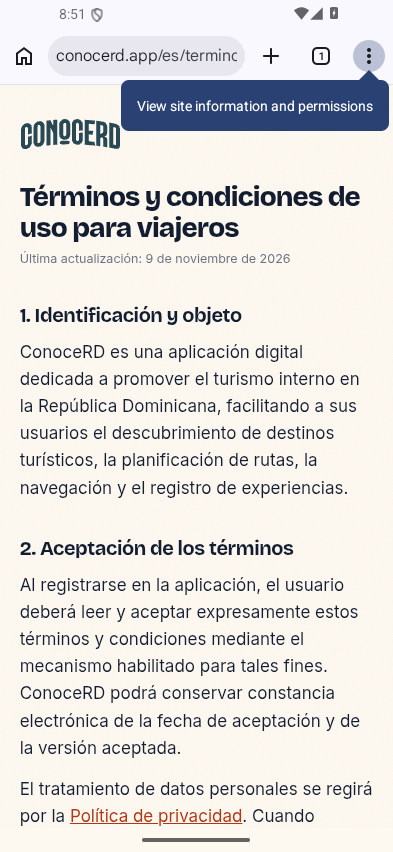 8:51
conocerd.app/es/termino
1
View site information and permissions
CONOCERD
Términos y condiciones de
uso para viajeros
Última actualización: 9 de noviembre de 2026
1. Identificación y objeto
ConoceRD es una aplicación digital
dedicada a promover el turismo interno en
la República Dominicana, facilitando a sus
usuarios el descubrimiento de destinos
turísticos, la planificación de rutas, la
navegación y el registro de experiencias.
2. Aceptación de los términos
Al registrarse en la aplicación, el usuario
deberá leer y aceptar expresamente estos
términos y condiciones mediante el
mecanismo habilitado para tales fines.
ConoceRD podrá conservar constancia
electrónica de la fecha de aceptación y de
la versión aceptada.
El tratamiento de datos personales se regirá
por la Política de privacidad. Cuando